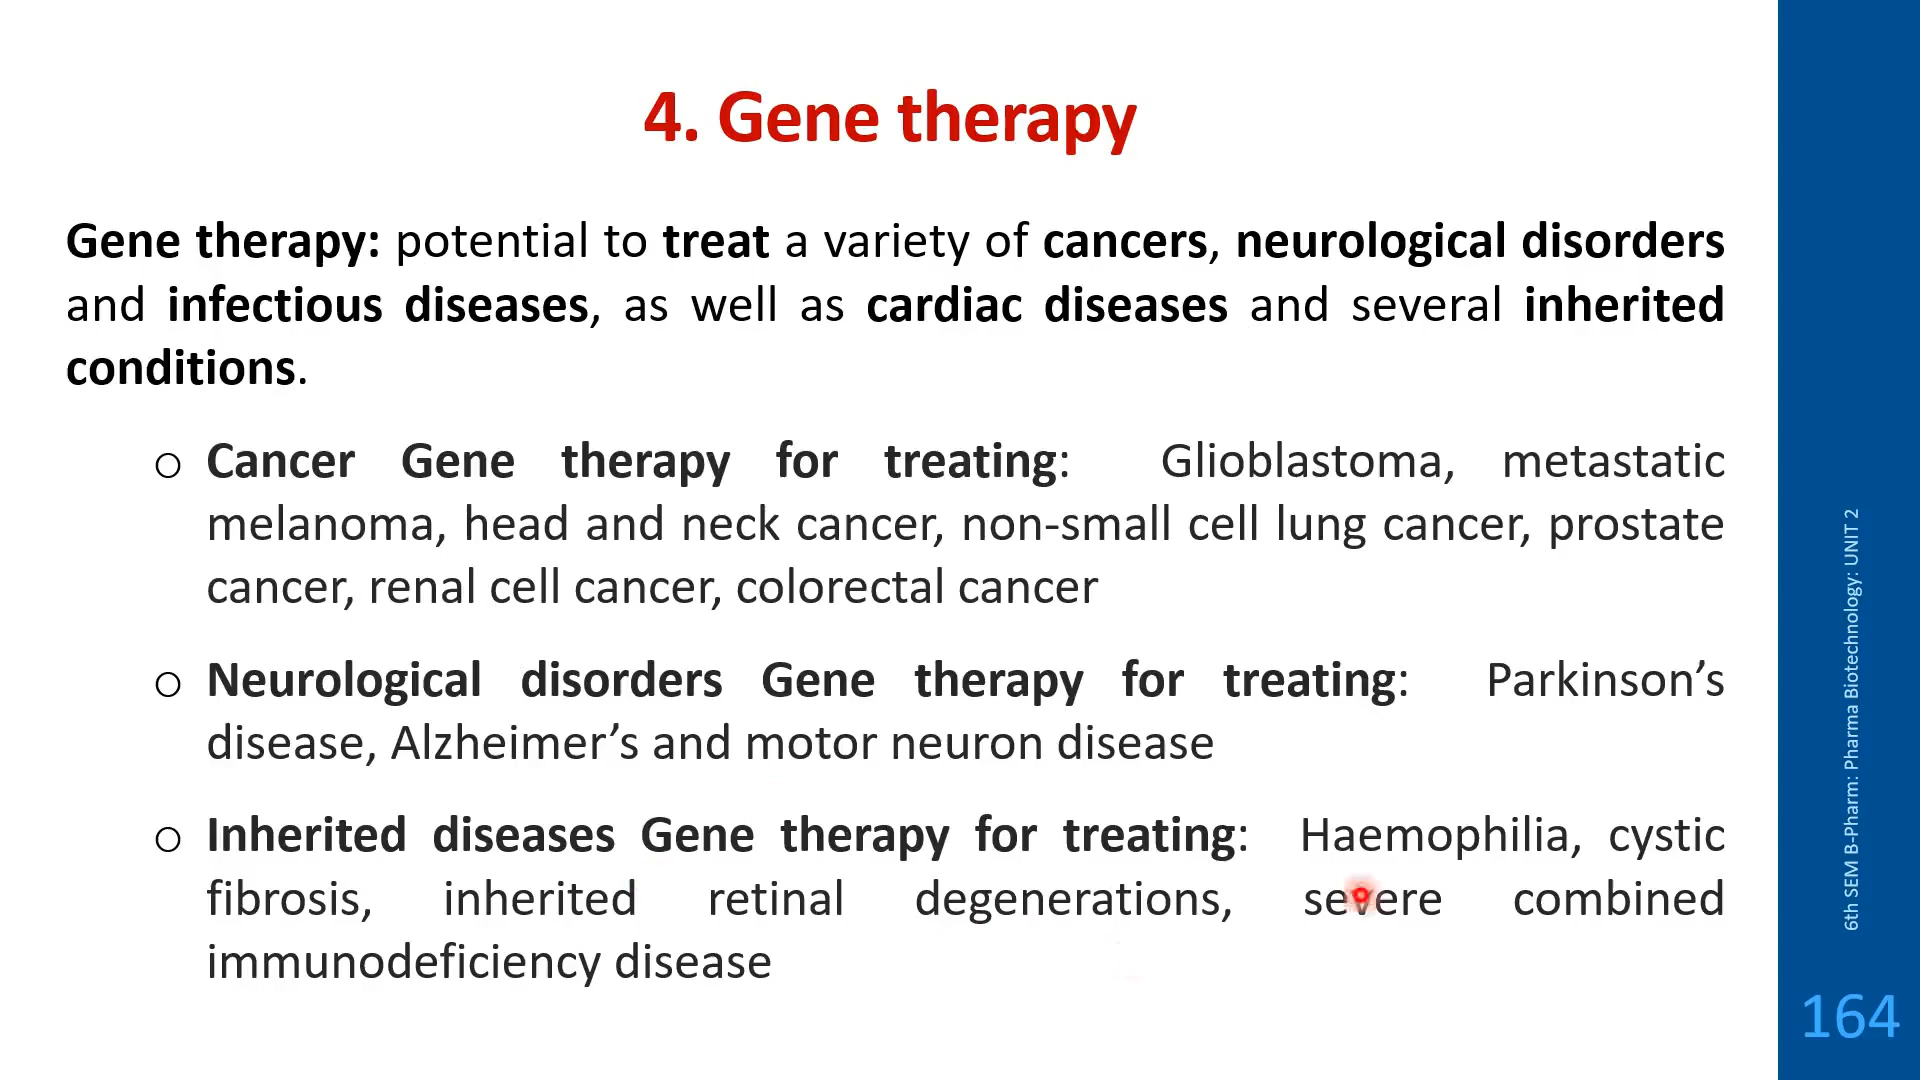 4. Gene therapy
Gene therapy: potential to treat a variety of cancers, neurological disorders
and infectious diseases, as well as cardiac diseases and several inherited
conditions.
o Cancer Gene therapy for treating: Glioblastoma, metastatic
melanoma, head and neck cancer, non-small cell lung cancer, prostate
cancer, renal cell cancer, colorectal cancer
o Neurological disorders Gene therapy for treating: Parkinson’s
disease, Alzheimer’s and motor neuron disease
o Inherited diseases Gene therapy for treating: Haemophilia, cystic
fibrosis, inherited retinal degenerations, severe combined
immunodeficiency disease
6th SEM B-Pharm: Pharma Biotechnology: UNIT 2
164